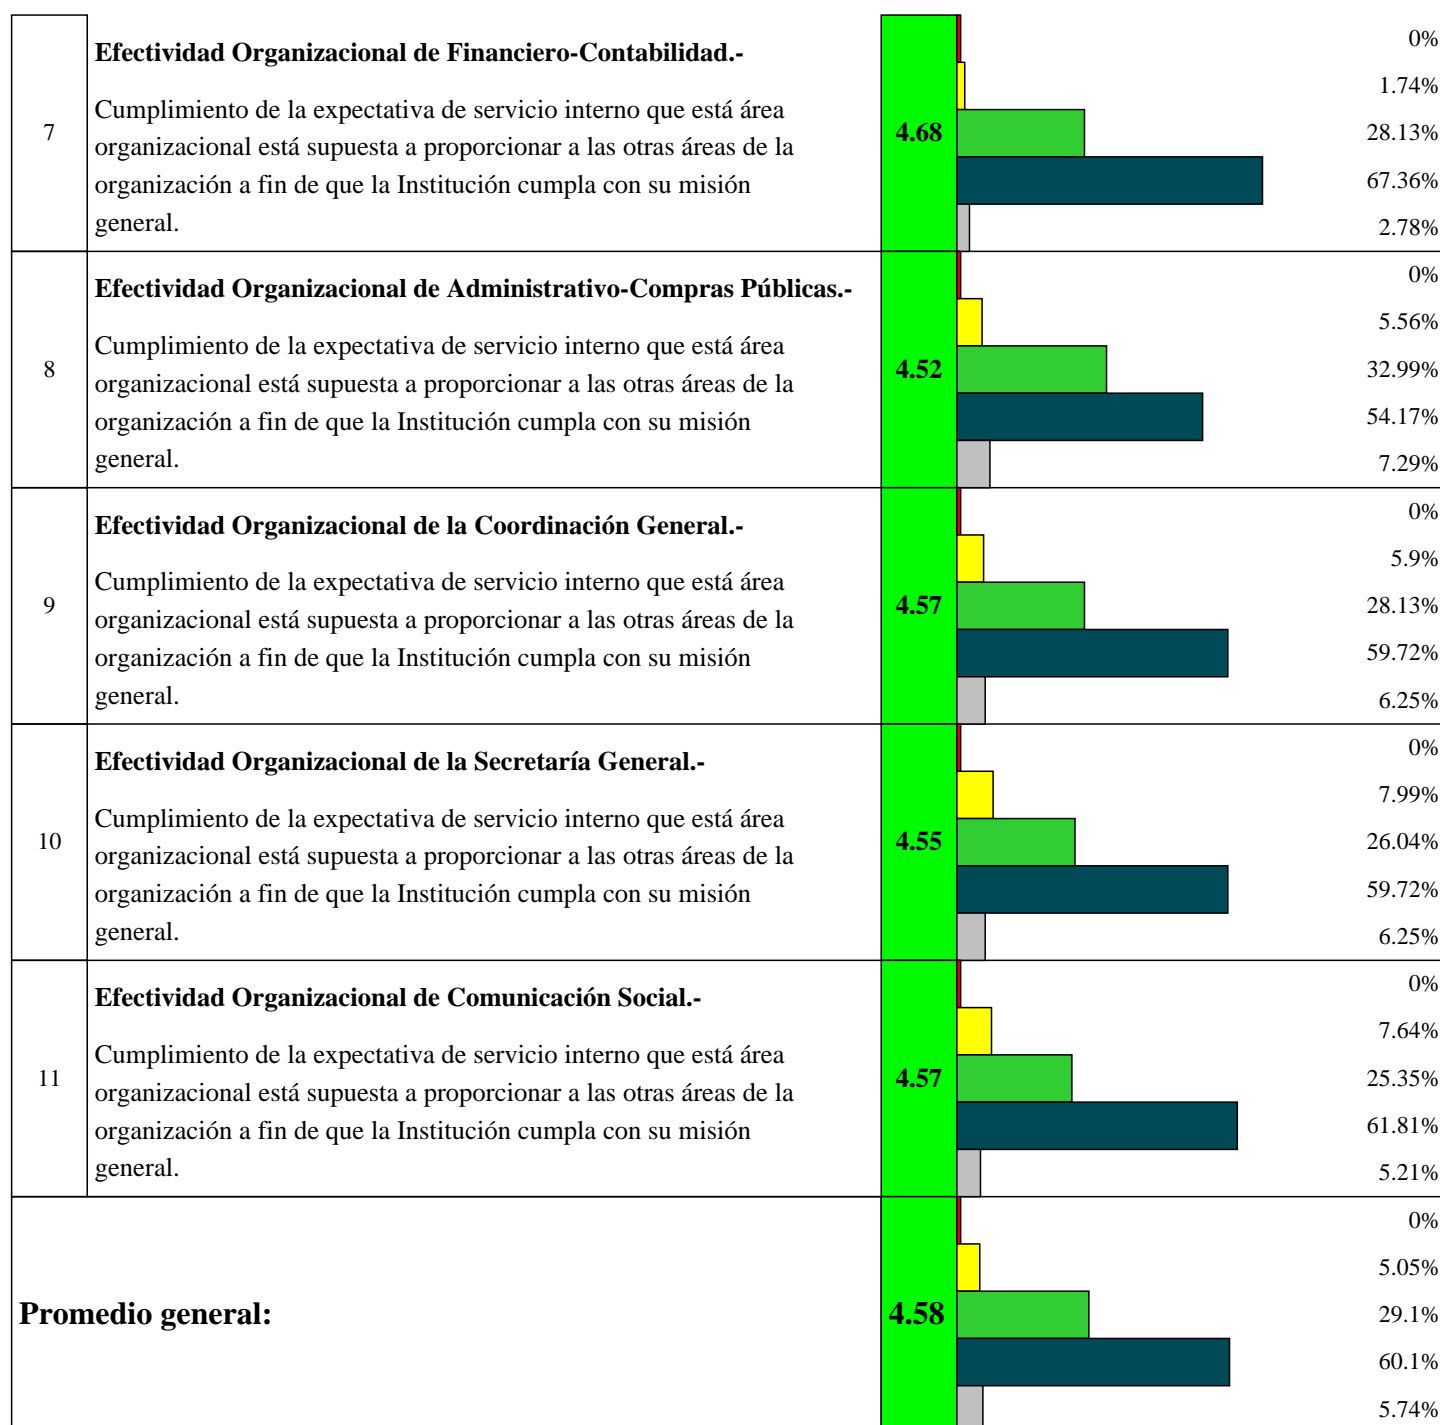 7
Efectividad Organizacional de Financiero-Contabilidad.-
Cumplimiento de la expectativa de servicio interno que está área
organizacional está supuesta a proporcionar a las otras áreas de la
organización a fin de que la Institución cumpla con su misión
general.
4.68
0%
1.74%
28.13%
67.36%
2.78%
8
Efectividad Organizacional de Administrativo-Compras Públicas.-
Cumplimiento de la expectativa de servicio interno que está área
organizacional está supuesta a proporcionar a las otras áreas de la
organización a fin de que la Institución cumpla con su misión
general.
4.52
0%
5.56%
32.99%
54.17%
7.29%
9
Efectividad Organizacional de la Coordinación General.-
Cumplimiento de la expectativa de servicio interno que está área
organizacional está supuesta a proporcionar a las otras áreas de la
organización a fin de que la Institución cumpla con su misión
general.
4.57
0%
5.9%
28.13%
59.72%
6.25%
10
Efectividad Organizacional de la Secretaría General.-
Cumplimiento de la expectativa de servicio interno que está área
organizacional está supuesta a proporcionar a las otras áreas de la
organización a fin de que la Institución cumpla con su misión
general.
4.55
0%
7.99%
26.04%
59.72%
6.25%
11
Efectividad Organizacional de Comunicación Social.-
Cumplimiento de la expectativa de servicio interno que está área
organizacional está supuesta a proporcionar a las otras áreas de la
organización a fin de que la Institución cumpla con su misión
general.
4.57
0%
7.64%
25.35%
61.81%
5.21%
Promedio general:
4.58
0%
5.05%
29.1%
60.1%
5.74%